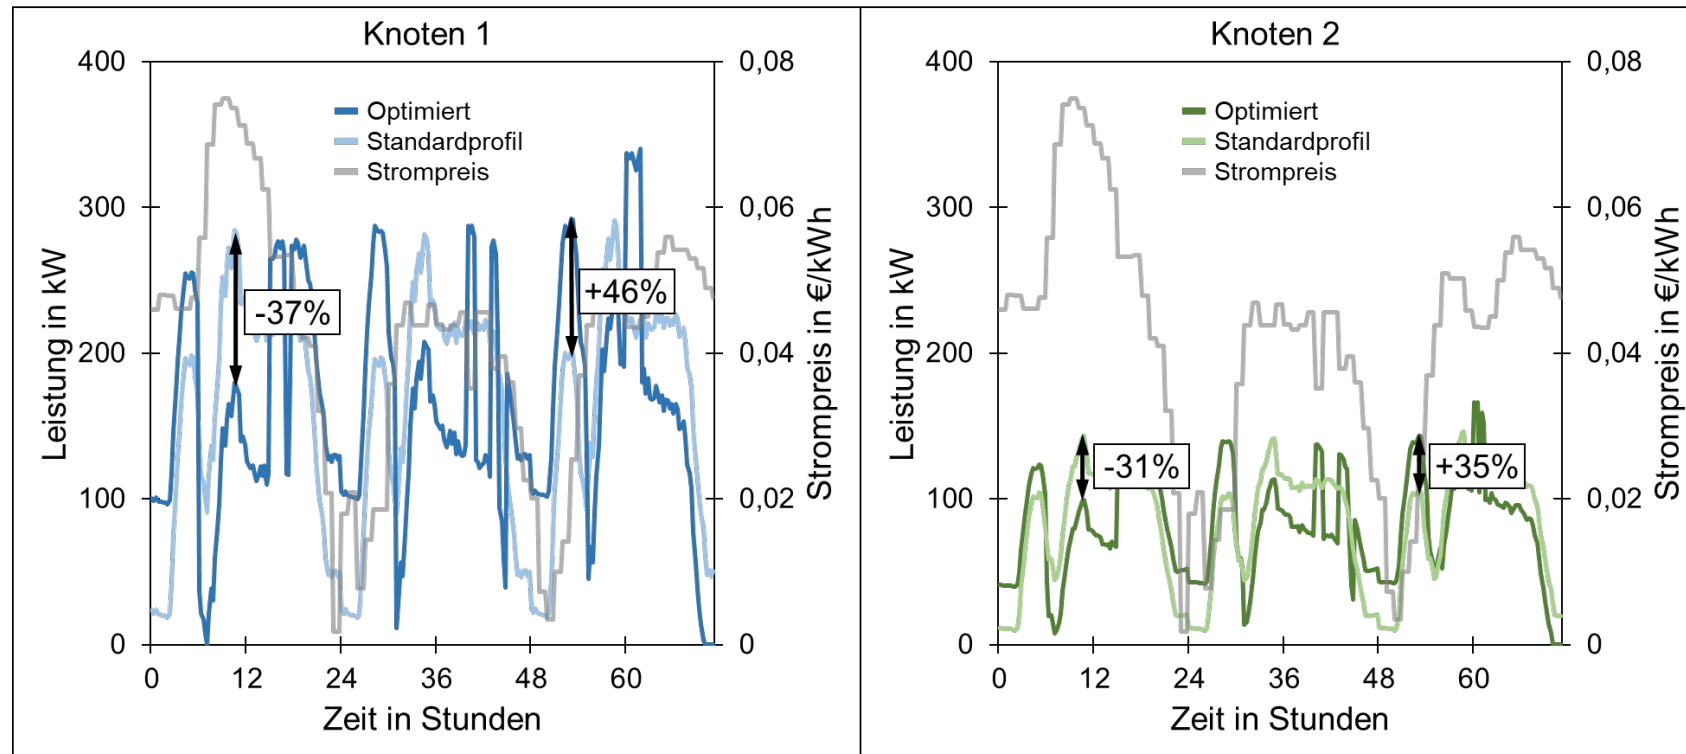 Knoten 1
400
300
200
100
0
Leistung in kW
0
12
24
36
48
60
Zeit in Stunden
0,08
0,06
0,04
0,02
0
Strompreis in €/kWh
Optimiert
Standardprofil
Strompreis
-37%
+46%
Knoten 2
400
300
200
100
0
Leistung in kW
0
12
24
36
48
60
Zeit in Stunden
0,08
0,06
0,04
0,02
0
Strompreis in €/kWh
Optimiert
Standardprofil
Strompreis
-31%
+35%